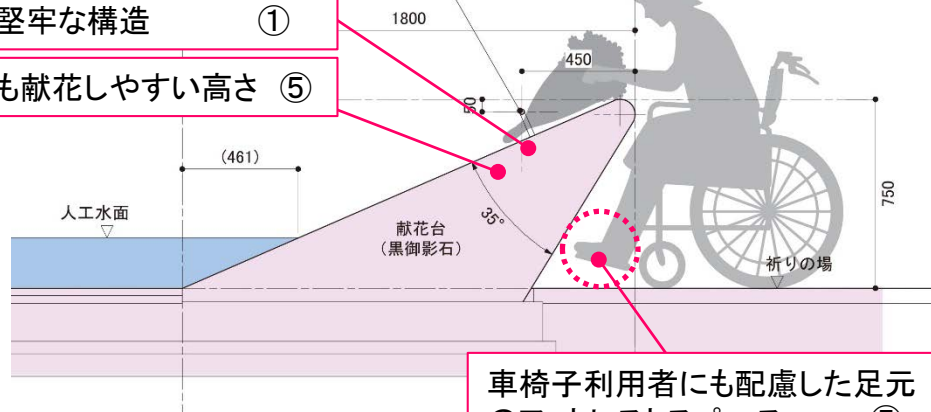 堅牢な構造 ①
も献花しやすい高さ ⑤
1800
450
50
(461)
人工水面
献花台
(黒御影石)
35°
750
祈りの場
車椅子利用者にも配慮した足元